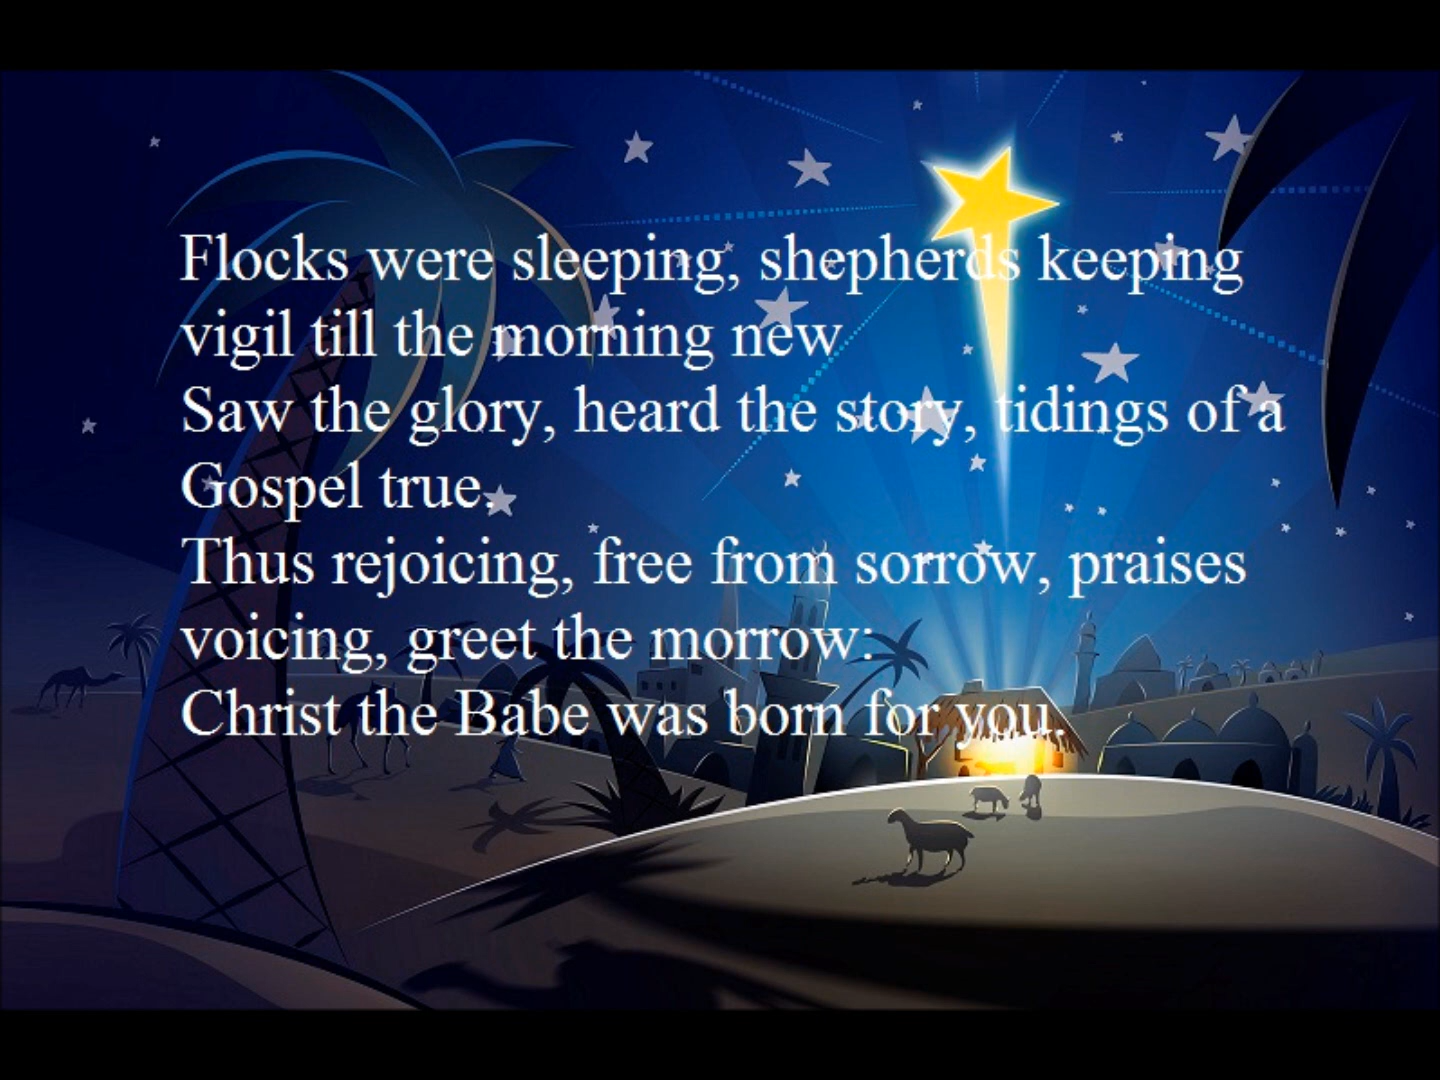 Flocks were sleeping, shepherds keeping
vigil till the morning new
Saw the glory, heard the story, tidings of a
Gospel true.
Thus rejoicing, free from sorrow, praises
voicing, greet the morrow:
Christ the Babe was born for you.